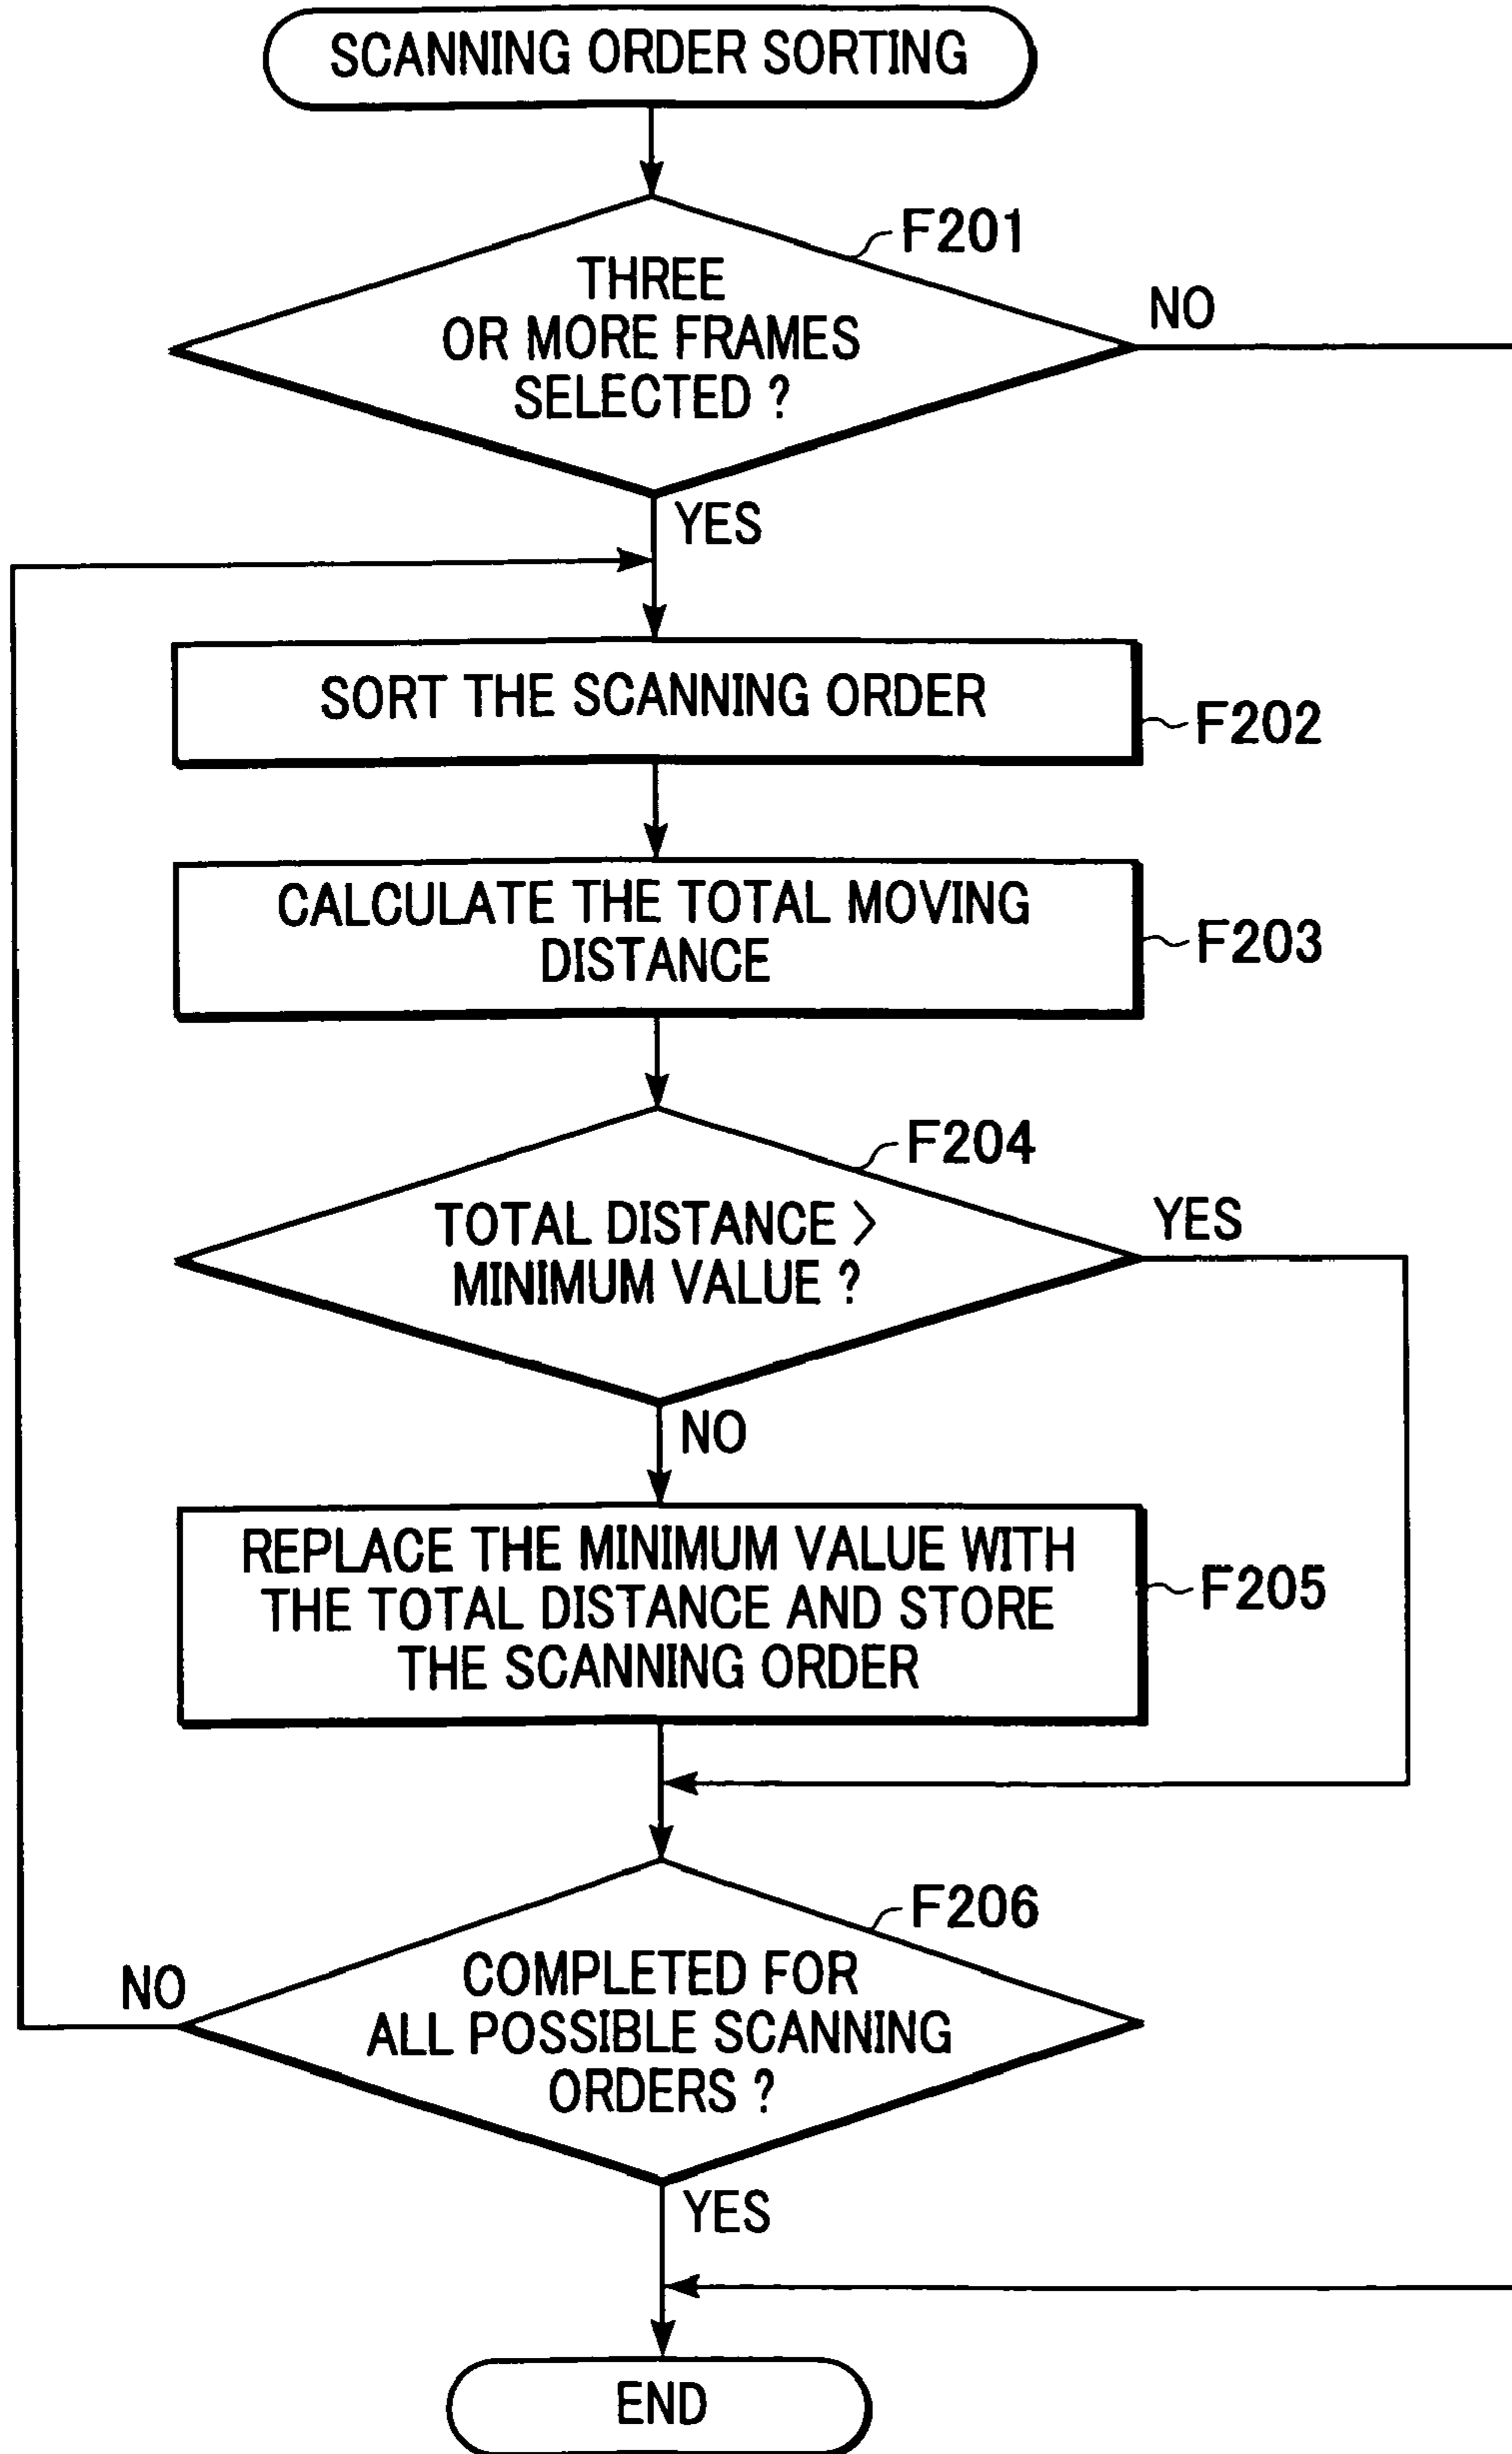 SCANNING ORDER SORTING
F201
THREE
OR MORE FRAMES
SELECTED ?
NO
YES
SORT THE SCANNING ORDER
F202
CALCULATE THE TOTAL MOVING
DISTANCE
F203
F204
TOTAL DISTANCE >
MINIMUM VALUE ?
YES
NO
REPLACE THE MINIMUM VALUE WITH
THE TOTAL DISTANCE AND STORE
THE SCANNING ORDER
F205
F206
COMPLETED FOR
ALL POSSIBLE SCANNING
ORDERS ?
NO
YES
END